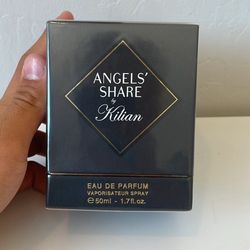 ANGELS'
SHARE
by
Kilian
EAU DE PARFUM
VAPORISATEUR SPRAY
℮50ml - 1.7fl.oz.